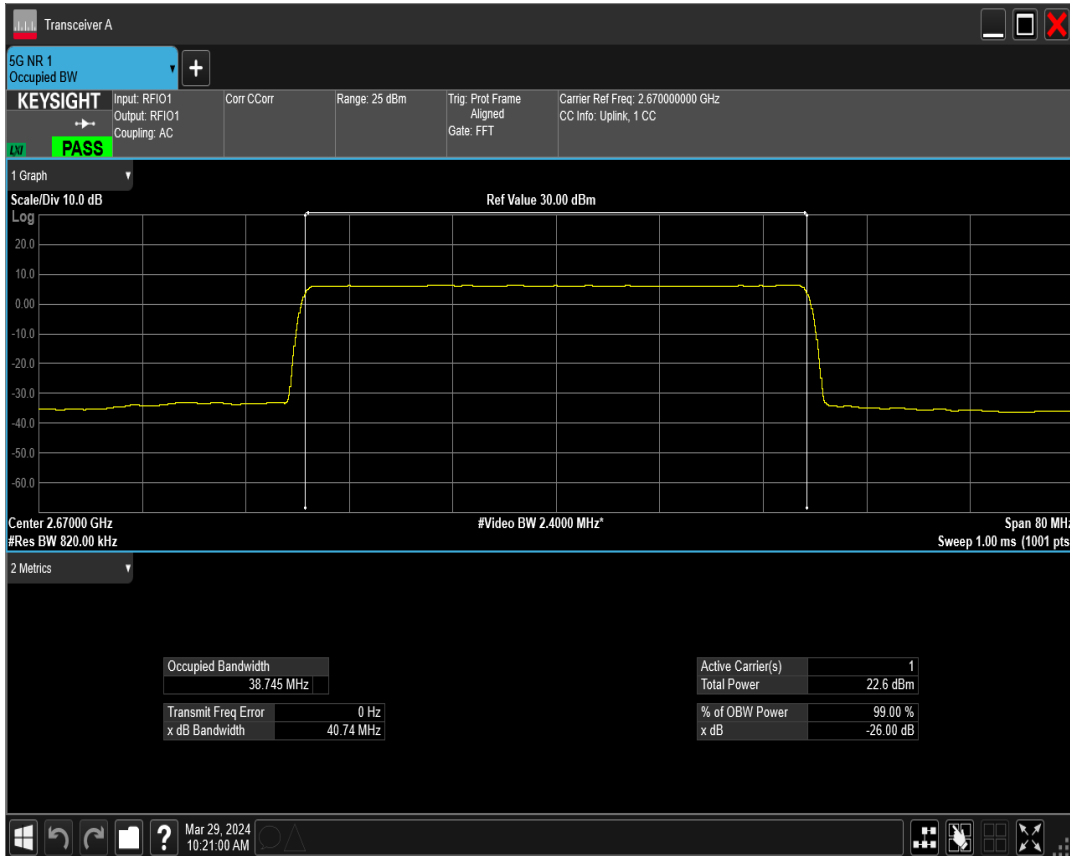 Transceiver A
5G NR 1
Occupied BW
+
KEYSIGHT
LXI
PASS
Input: RFIO1
Output: RFIO1
Coupling: AC
Corr CCorr
Range: 25 dBm
Trig: Prot Frame
Aligned
Gate: FFT
Carrier Ref Freq: 2.670000000 GHz
CC Info: Uplink, 1 CC
1 Graph
Scale/Div 10.0 dB
Ref Value 30.00 dBm
Log
20.0
10.0
0.00
-10.0
-20.0
-30.0
-40.0
-50.0
-60.0
Center 2.67000 GHz
#Video BW 2.4000 MHz*
Span 80 MHz
#Res BW 820.00 kHz
Sweep 1.00 ms (1001 pts
2 Metrics
Occupied Bandwidth
38.745 MHz
Transmit Freq Error 0 Hz
x dB Bandwidth 40.74 MHz
Active Carrier(s) 1
Total Power 22.6 dBm
% of OBW Power 99.00 %
x dB -26.00 dB
?
Mar 29, 2024
10:21:00 AM